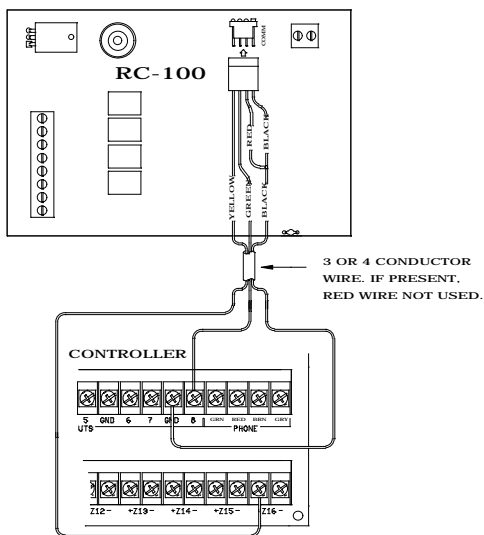 COMM
RC-100
RED
BLACK
YELLOW
GREEN
BLACK
3 OR 4 CONDUCTOR
WIRE. IF PRESENT,
RED WIRE NOT USED.
CONTROLLER
5 GND 6 7 GND 8 GRN RED BRN GRY
UTS PHONE
Z12- +Z13- +Z14- +Z15- +Z16-